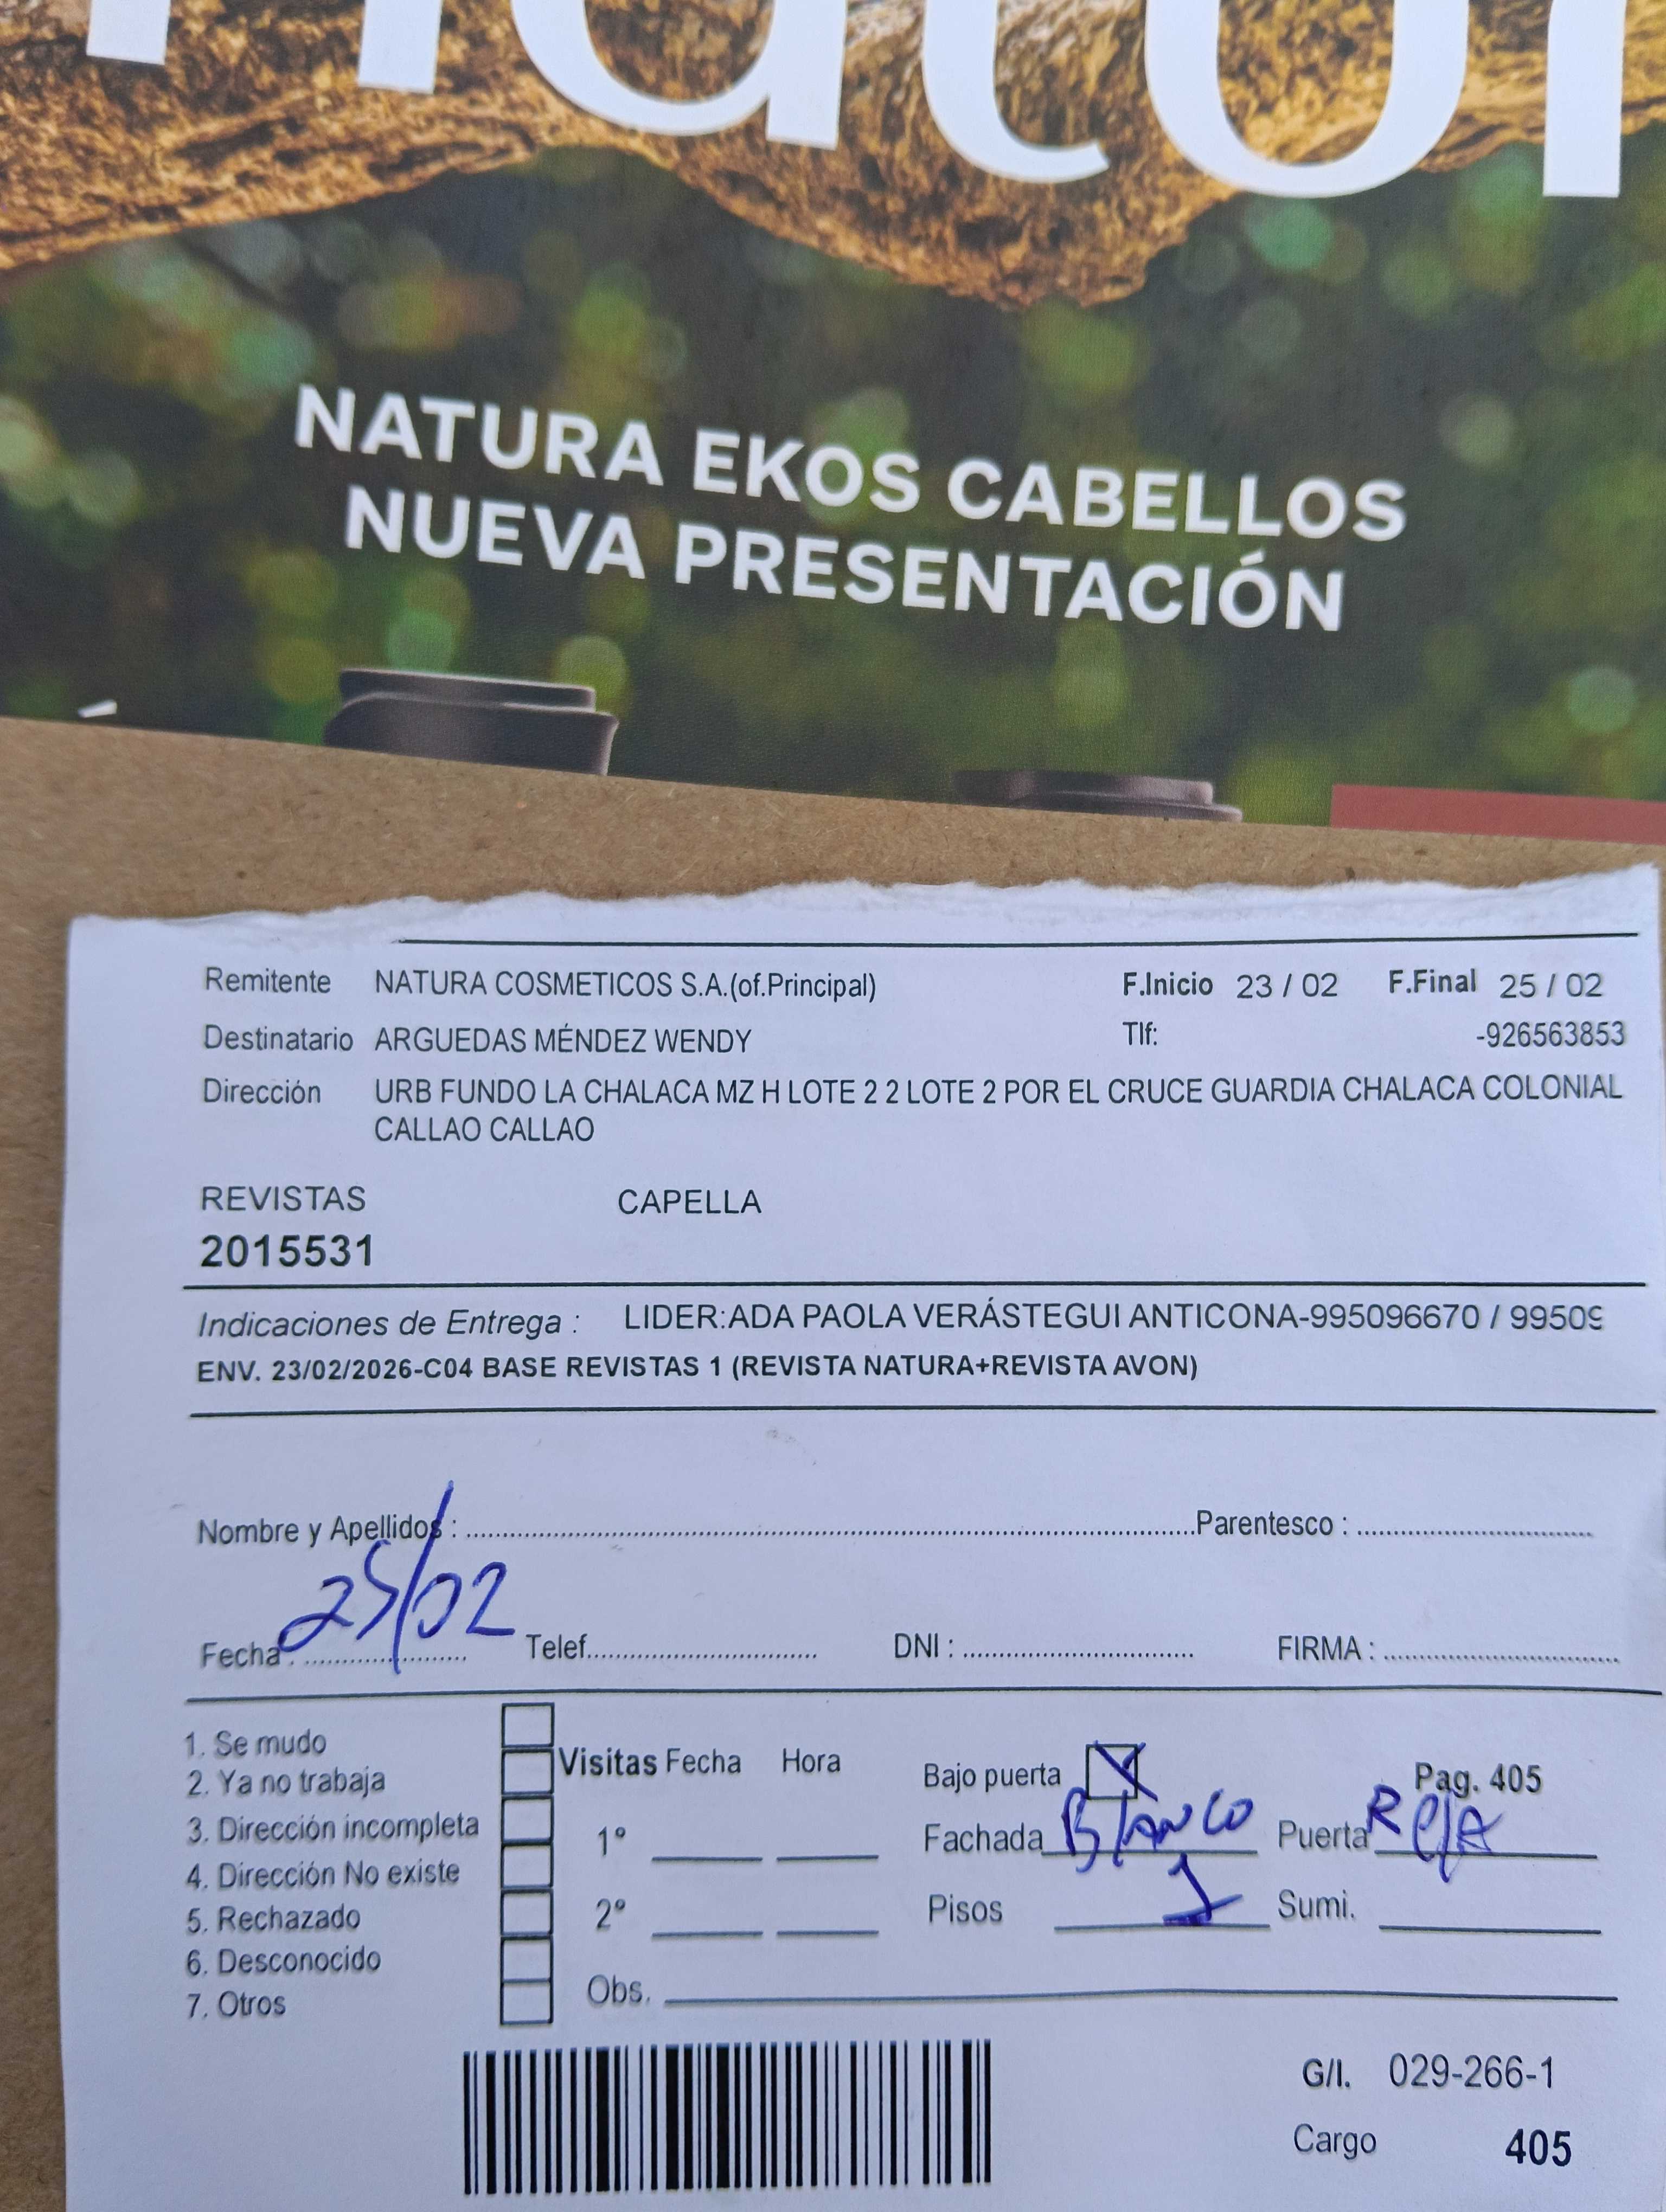 natur
NATURA EKOS CABELLOS
NUEVA PRESENTACIÓN
Remitente NATURA COSMETICOS S.A.(of.Principal) F.Inicio 23 / 02 F.Final 25 / 02
Destinatario ARGUEDAS MÉNDEZ WENDY Tlf: -926563853
Dirección URB FUNDO LA CHALACA MZ H LOTE 2 2 LOTE 2 POR EL CRUCE GUARDIA CHALACA COLONIAL
CALLAO CALLAO
REVISTAS CAPELLA
2015531
Indicaciones de Entrega : LIDER:ADA PAOLA VERÁSTEGUI ANTICONA-995096670 / 99509
ENV. 23/02/2026-C04 BASE REVISTAS 1 (REVISTA NATURA+REVISTA AVON)
Nombre y Apellidos : Parentesco :
Fecha : 25/02 Telef. DNI : FIRMA :
1. Se mudo
2. Ya no trabaja
3. Dirección incompleta
4. Dirección No existe
5. Rechazado
6. Desconocido
7. Otros
Visitas Fecha Hora
1º
2º
Obs.
Bajo puerta X Pag. 405
Fachada BlANCO Puerta ReJA
Pisos 1 Sumi.
G/I. 029-266-1
Cargo 405